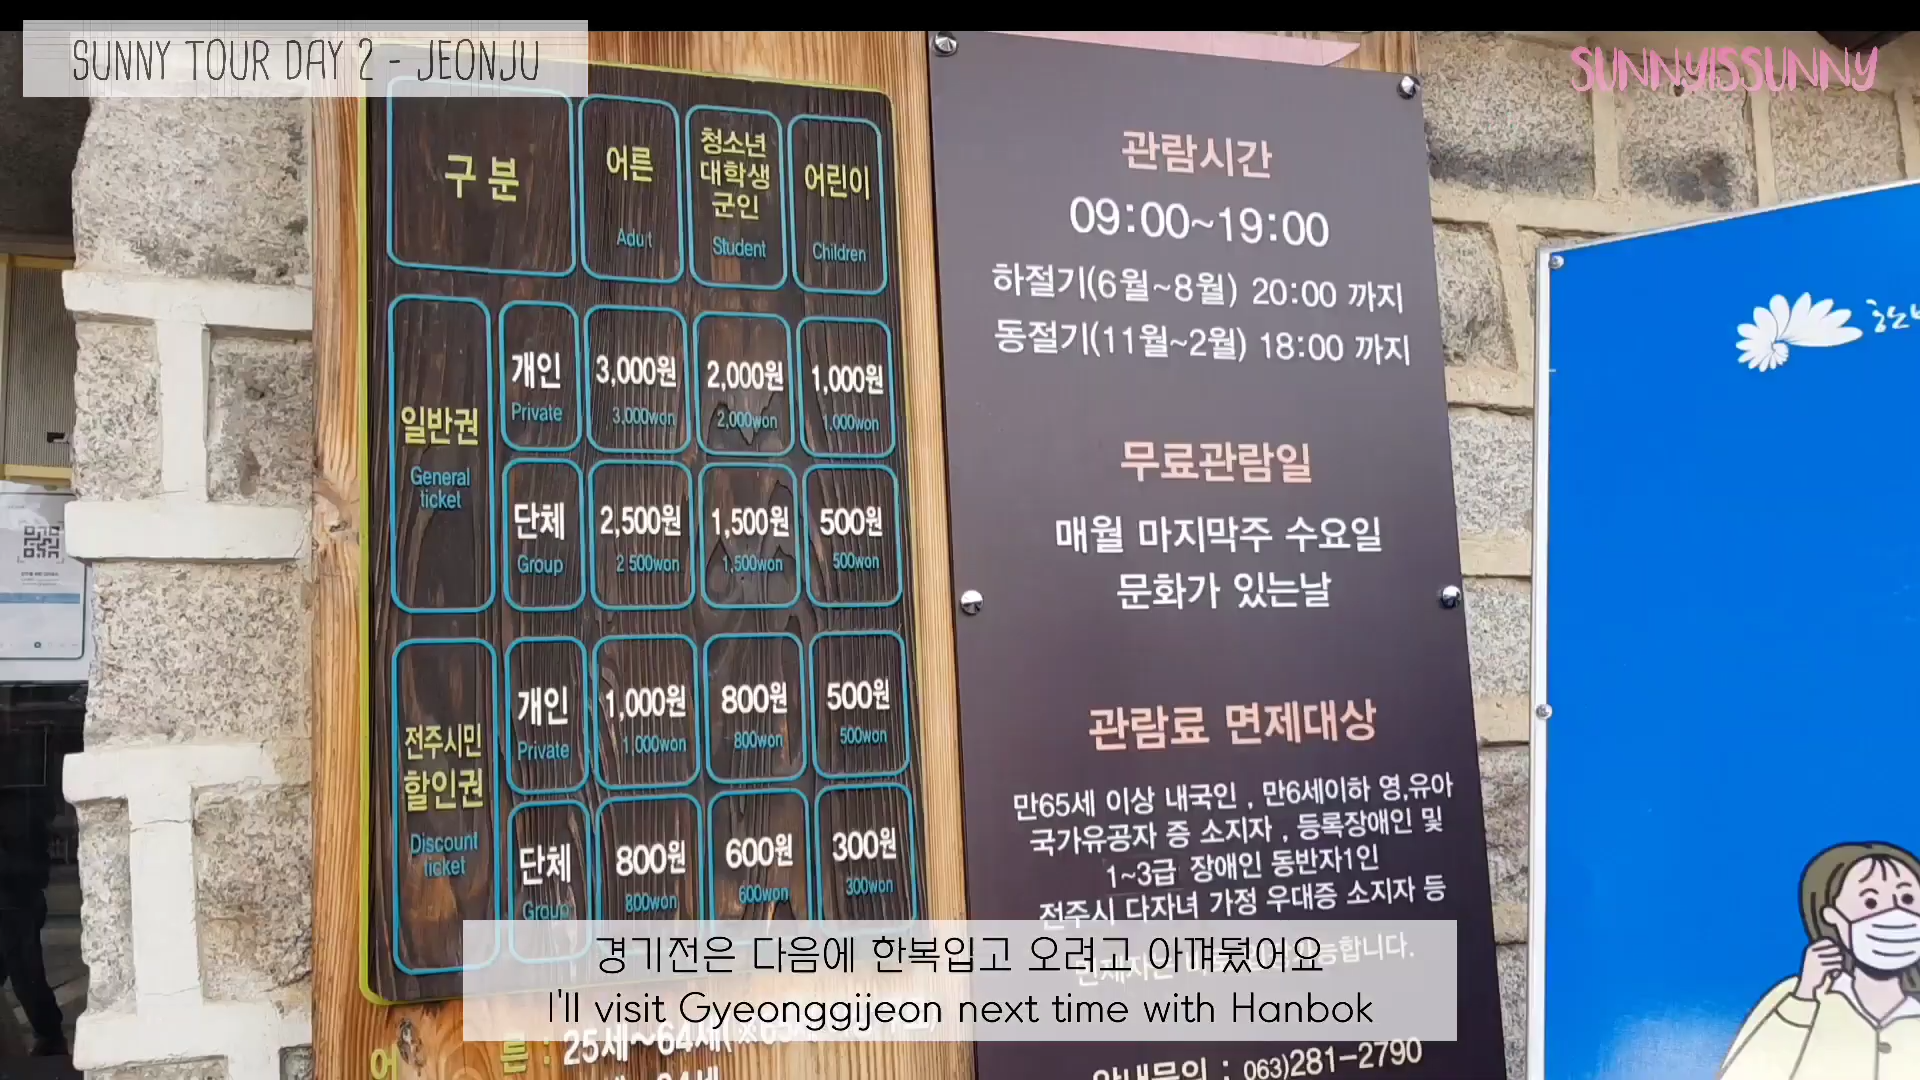 SUNNY TOUR DAY 2 - JEONJU
SUNNYISSUNNY
구분
어른
Adult
청소년
대학생
군인
Student
어린이
Children
일반권
General
ticket
개인
Private
3,000원
3,000won
2,000원
2,000won
1,000원
1,000won
단체
Group
2,500원
2 500won
1,500원
1,500won
500원
500won
전주시민
할인권
Discount
ticket
개인
Private
1,000원
1,000won
800원
800won
500원
500won
단체
Group
800원
800won
600원
600won
300원
300won
어 른 : 25세~64세
관람시간
09:00~19:00
하절기(6월~8월) 20:00 까지
동절기(11월~2월) 18:00 까지
무료관람일
매월 마지막주 수요일
문화가 있는날
관람료 면제대상
만65세 이상 내국인 , 만6세이하 영,유아
국가유공자 증 소지자 , 등록장애인 및
1~3급 장애인 동반자1인
전주시 다자녀 가정 우대증 소지자 등
안내문의 : (063)281-2790
경기전은 다음에 한복입고 오려고 아껴뒀어요
I'll visit Gyeonggijeon next time with Hanbok